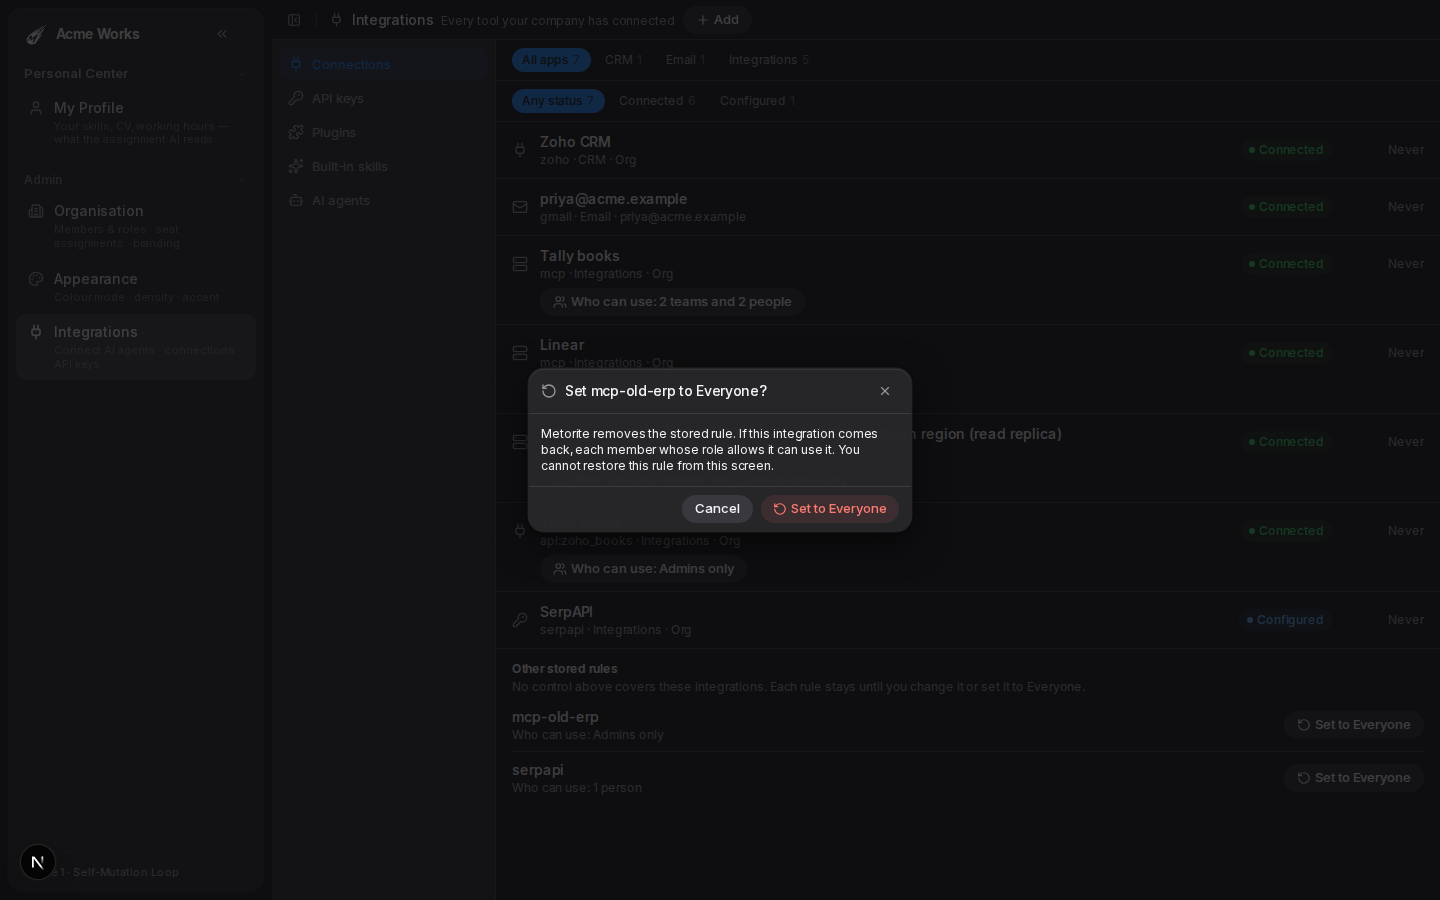 Acme Works
Personal Center
My Profile
Your skills, CV, working hours —
what the assignment AI reads
Admin
Organisation
Members & roles · seat
assignments · branding
Appearance
Colour mode · density · accent
Integrations
Connect AI agents · connections
API keys
1 · Self-Mutation Loop
Integrations Every tool your company has connected + Add
Connections
API keys
Plugins
Built-in skills
AI agents
All apps 7 CRM 1 Email 1 Integrations 5
Any status 7 Connected 6 Configured 1
Zoho CRM
zoho · CRM · Org
Connected Never
priya@acme.example
gmail · Email · priya@acme.example
Connected Never
Tally books
mcp · Integrations · Org
Connected Never
Who can use: 2 teams and 2 people
Linear
mcp · Integrations · Org
Connected Never
region (read replica)
Connected Never
Set mcp-old-erp to Everyone?
Metorite removes the stored rule. If this integration comes
back, each member whose role allows it can use it. You
cannot restore this rule from this screen.
Cancel Set to Everyone
api:zoho_books · Integrations · Org
Connected Never
Who can use: Admins only
SerpAPI
serpapi · Integrations · Org
Configured Never
Other stored rules
No control above covers these integrations. Each rule stays until you change it or set it to Everyone.
mcp-old-erp
Who can use: Admins only
Set to Everyone
serpapi
Who can use: 1 person
Set to Everyone